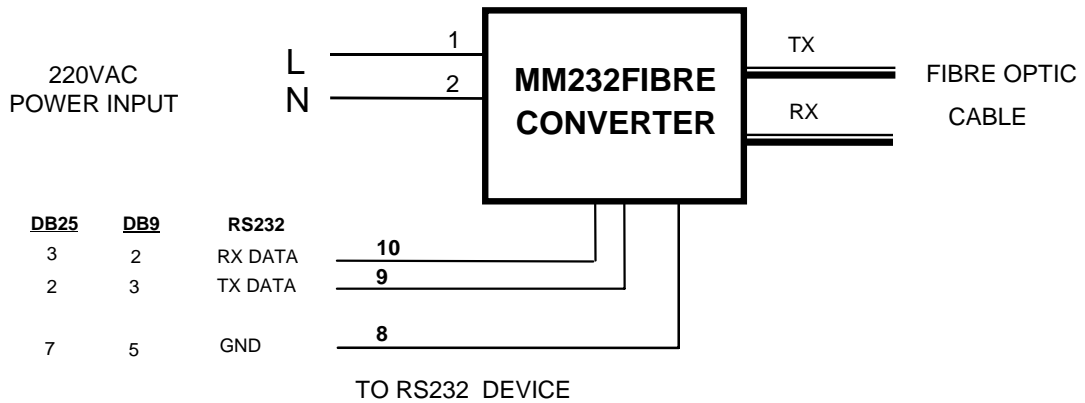 1
TX
L
220VAC
POWER INPUT
N
2
MM232FIBRE
CONVERTER
FIBRE OPTIC
CABLE
RX
DB25 DB9 RS232
3 2 RX DATA 10
2 3 TX DATA 9
7 5 GND 8
TO RS232 DEVICE